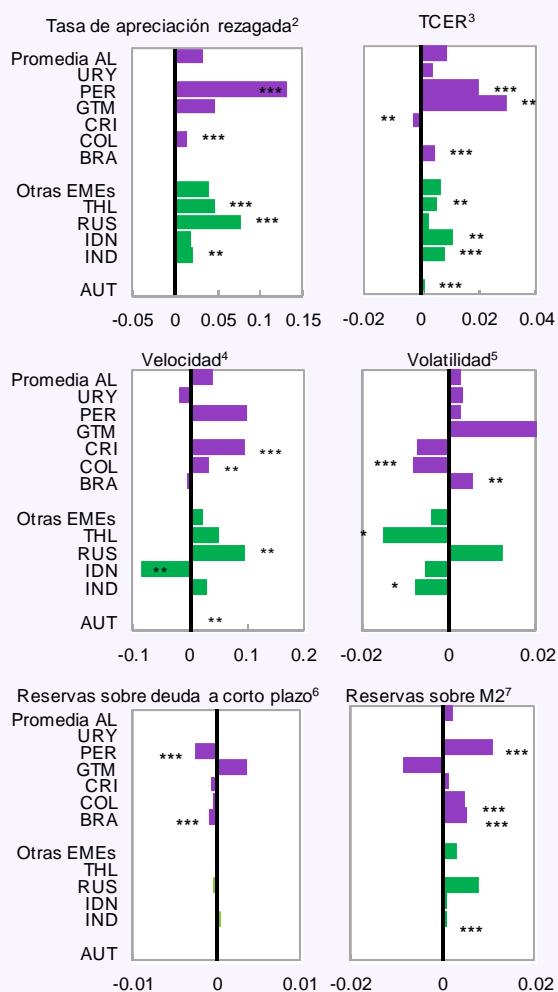 Tasa de apreciación rezagada2
TCER3
Promedia AL
URY
PER ***
GTM
CRI
COL ***
BRA
Otras EMEs
THL ***
RUS ***
IDN
IND **
AUT
-0.05 0 0.05 0.1 0.15
***
**
**
***
**
**
***
***
-0.02 0 0.02 0.04
Velocidad4
Volatilidad5
Promedia AL
URY
PER
GTM
CRI ***
COL **
BRA
Otras EMEs
THL
RUS **
IDN **
IND
AUT **
-0.1 0 0.1 0.2
***
**
*
*
-0.02 0 0.02
Reservas sobre deuda a corto plazo6
Reservas sobre M27
Promedia AL
URY
PER ***
GTM
CRI
COL
BRA ***
Otras EMEs
THL
RUS
IDN
IND
AUT
-0.01 0 0.01
***
***
***
***
-0.02 0 0.02